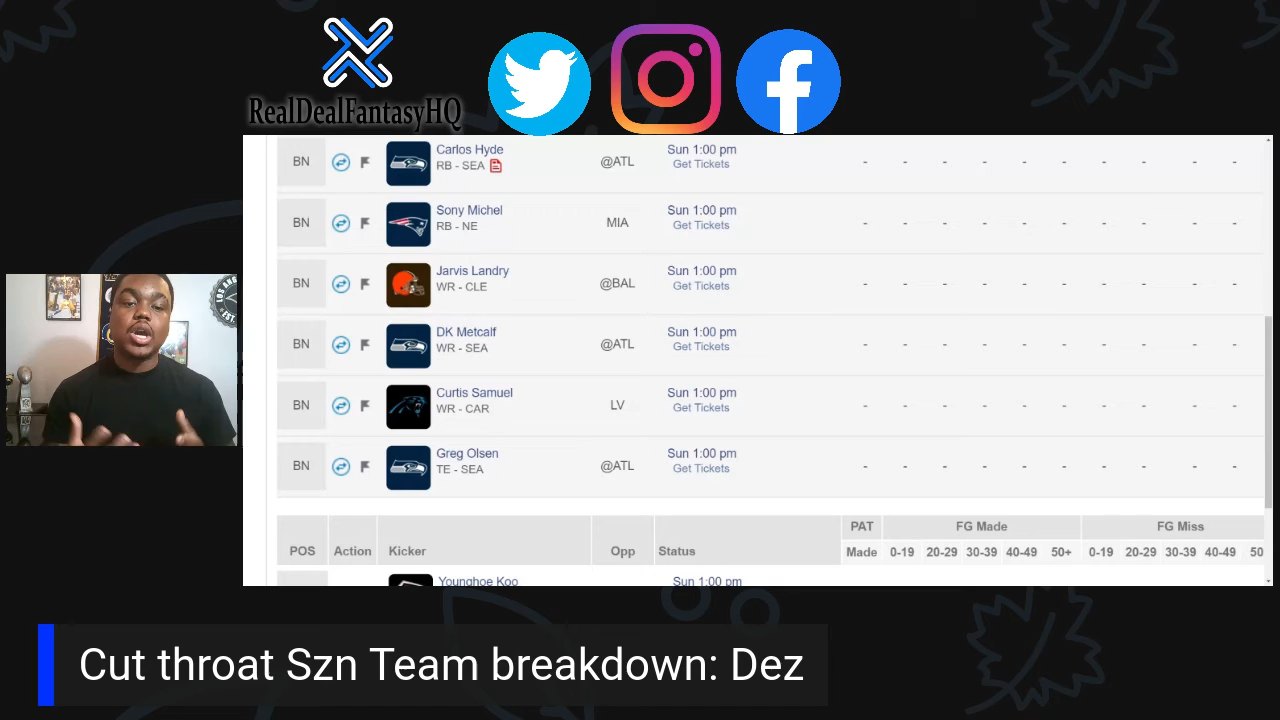 RealDealFantasyHQ
BN Carlos Hyde @ATL Sun 1:00 pm - - - - - - - - - -
RB - SEA Get Tickets
BN Sony Michel MIA Sun 1:00 pm - - - - - - - - - -
RB - NE Get Tickets
BN Jarvis Landry @BAL Sun 1:00 pm - - - - - - - - - -
WR - CLE Get Tickets
BN DK Metcalf @ATL Sun 1:00 pm - - - - - - - - - -
WR - SEA Get Tickets
BN Curtis Samuel LV Sun 1:00 pm - - - - - - - - - -
WR - CAR Get Tickets
BN Greg Olsen @ATL Sun 1:00 pm - - - - - - - - - -
TE - SEA Get Tickets
PAT FG Made FG Miss
POS Action Kicker Opp Status Made 0-19 20-29 30-39 40-49 50+ 0-19 20-29 30-39 40-49 50
Younghoe Koo Sun 1:00 pm
Cut throat Szn Team breakdown: Dez